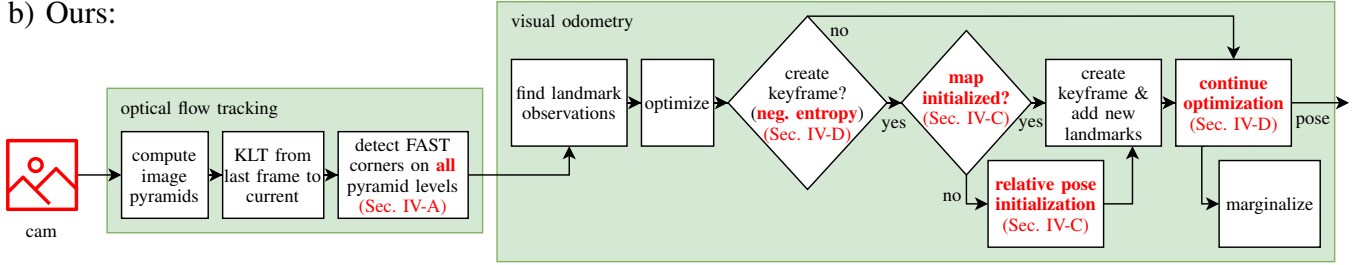 b) Ours:
cam
optical flow tracking
compute
image
pyramids
KLT from
last frame to
current
detect FAST
corners on all
pyramid levels
(Sec. IV-A)
visual odometry
find landmark
observations
optimize
create
keyframe?
(neg. entropy)
(Sec. IV-D)
no
yes
map
initialized?
(Sec. IV-C)
yes
no
relative pose
initialization
(Sec. IV-C)
create
keyframe &
add new
landmarks
continue
optimization
(Sec. IV-D)
pose
marginalize